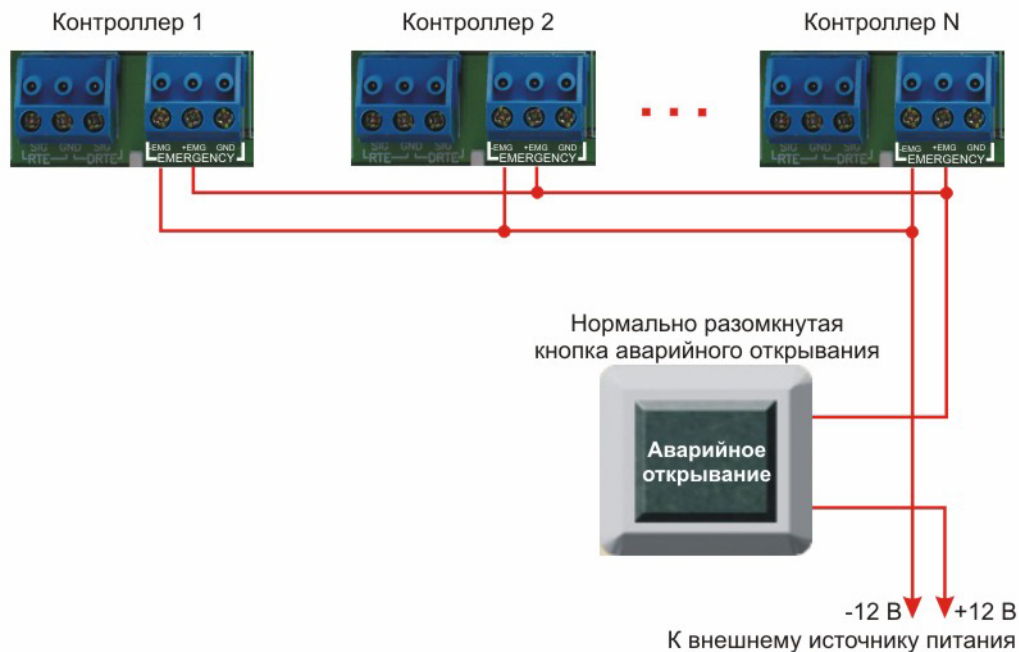 Контроллер 1
Контроллер 2
Контроллер N
SIG GND SIG
RTE DRTE
-EMG +EMG GND
EMERGENCY
SIG GND SIG
RTE DRTE
-EMG +EMG GND
EMERGENCY
SIG GND SIG
RTE DRTE
-EMG +EMG GND
EMERGENCY
Нормально разомкнутая
кнопка аварийного открывания
Аварийное
открывание
-12 В +12 В
К внешнему источнику питания